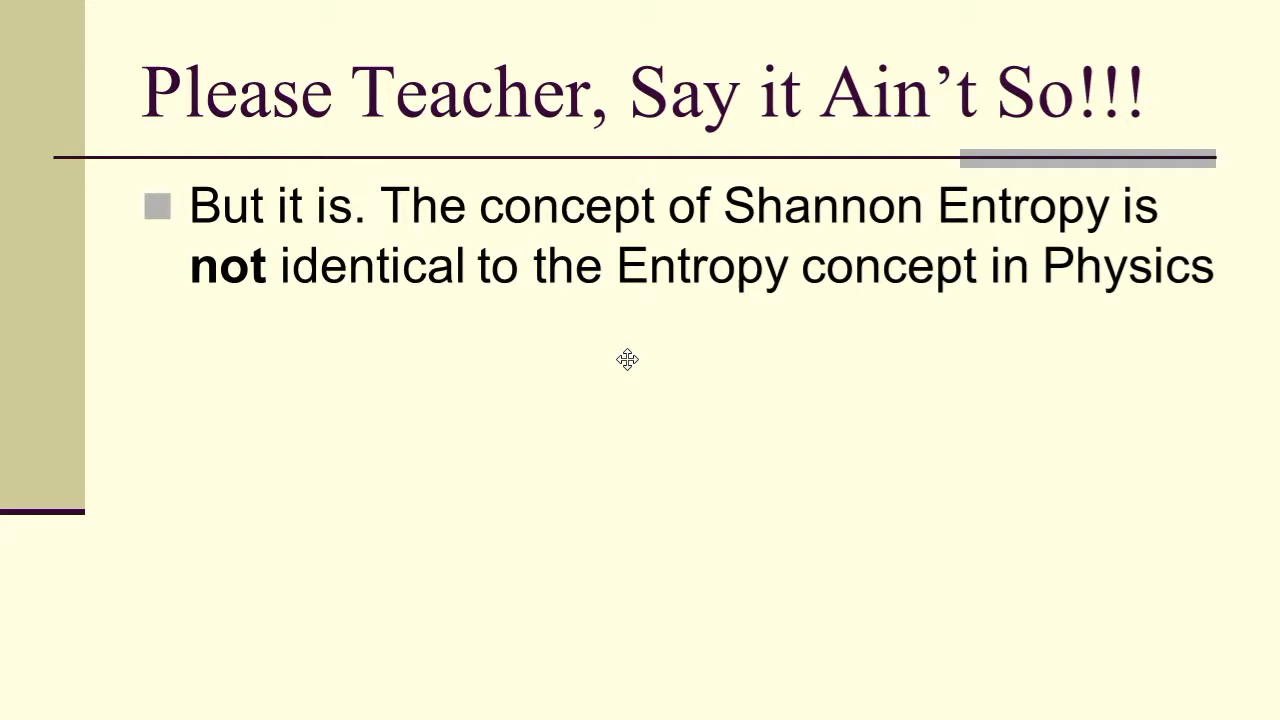 Please Teacher, Say it Ain’t So!!!
But it is. The concept of Shannon Entropy is
not identical to the Entropy concept in Physics